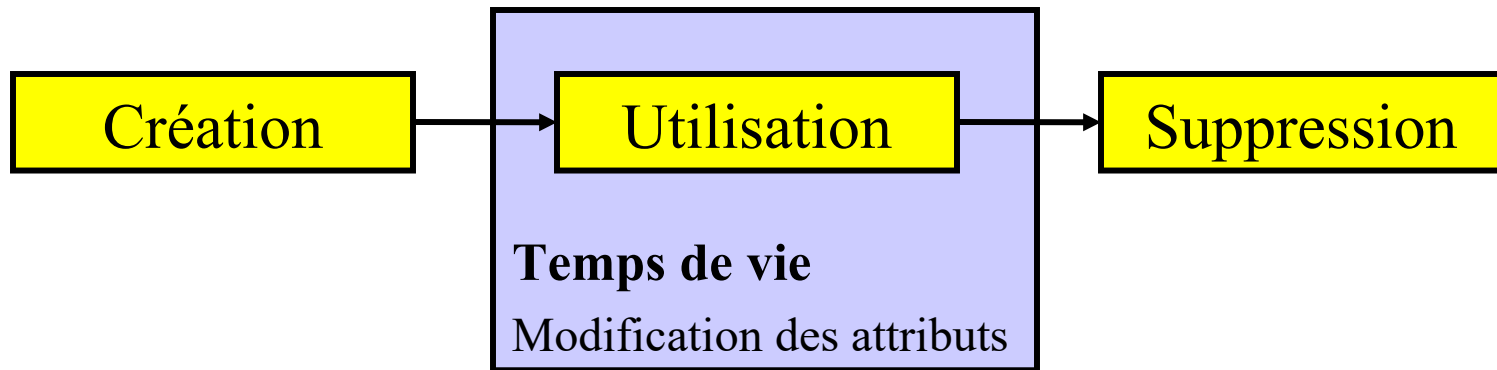 Création
Utilisation
Suppression
Temps de vie
Modification des attributs